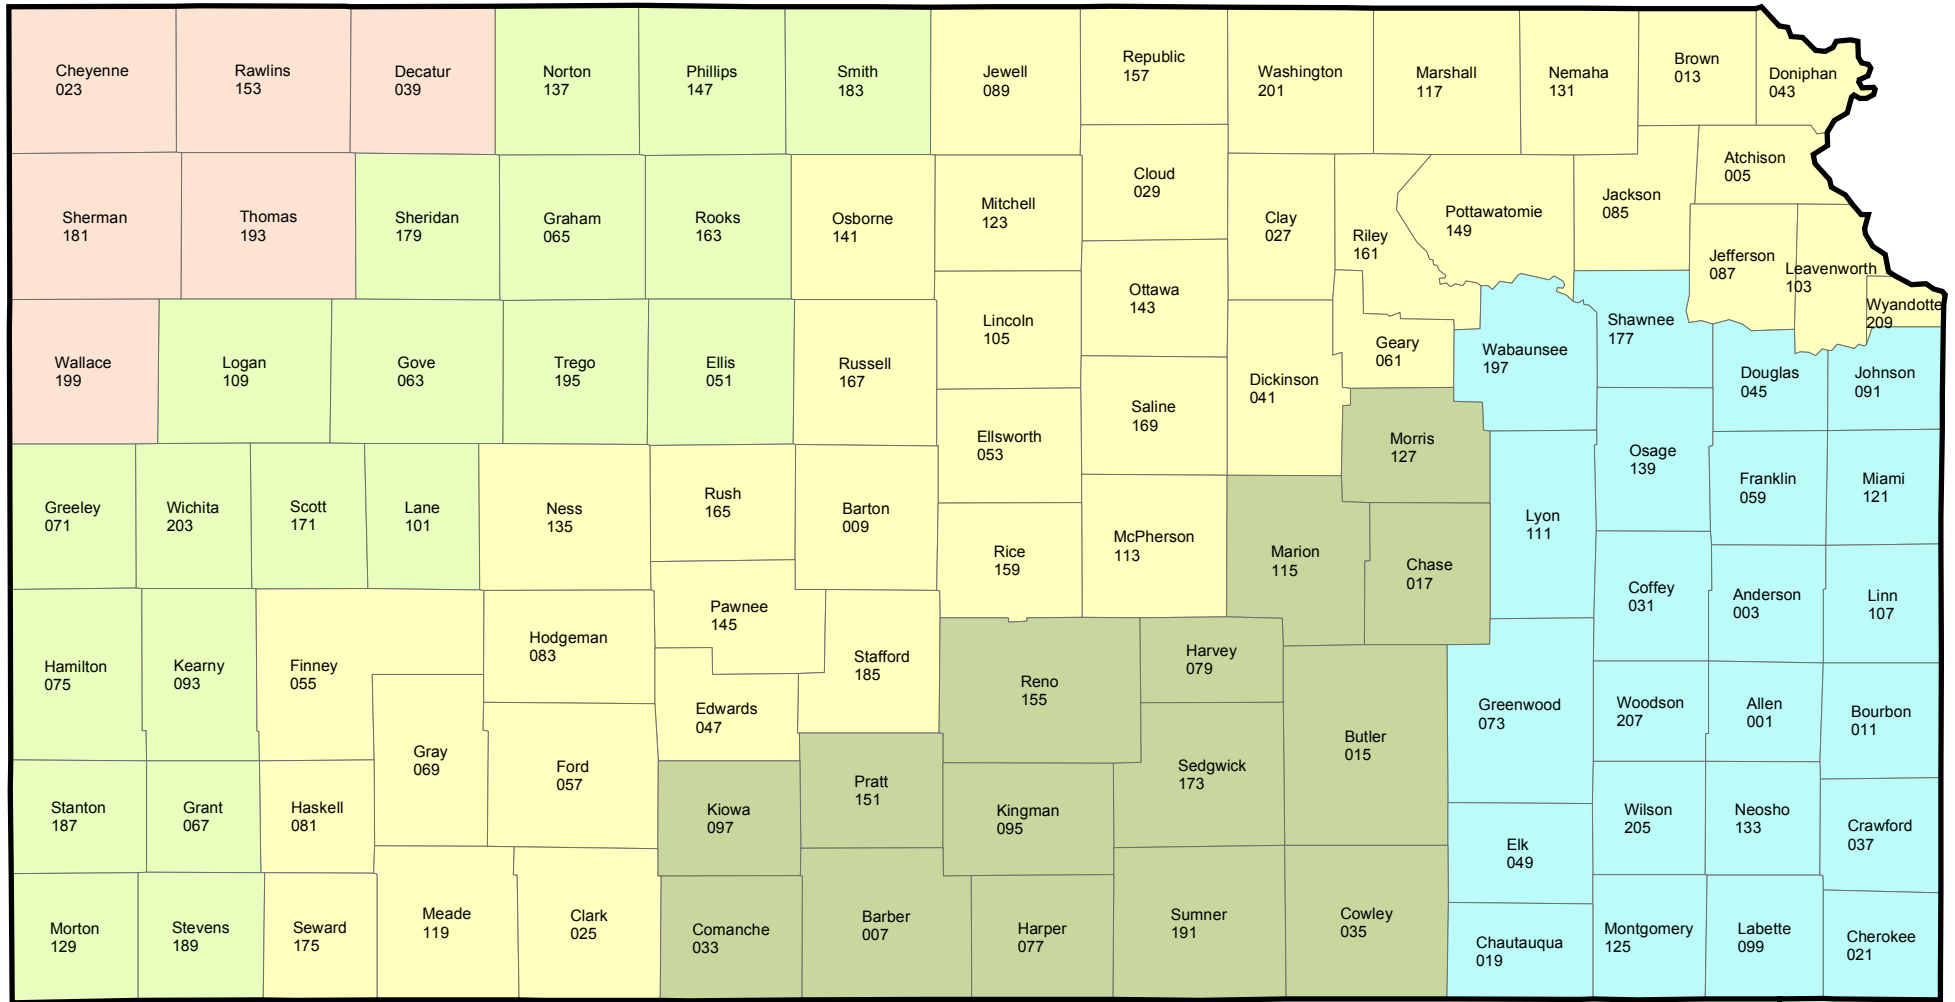 Cheyenne
023
Rawlins
153
Decatur
039
Norton
137
Phillips
147
Smith
183
Jewell
089
Republic
157
Washington
201
Marshall
117
Nemaha
131
Brown
013
Doniphan
043
Sherman
181
Thomas
193
Sheridan
179
Graham
065
Rooks
163
Osborne
141
Mitchell
123
Cloud
029
Clay
027
Riley
161
Pottawatomie
149
Jackson
085
Atchison
005
Jefferson
087
Leavenworth
103
Wyandotte
209
Wallace
199
Logan
109
Gove
063
Trego
195
Ellis
051
Russell
167
Lincoln
105
Ottawa
143
Dickinson
041
Geary
061
Wabaunsee
197
Shawnee
177
Douglas
045
Johnson
091
Ellsworth
053
Saline
169
Morris
127
Osage
139
Franklin
059
Miami
121
Greeley
071
Wichita
203
Scott
171
Lane
101
Ness
135
Rush
165
Barton
009
Rice
159
McPherson
113
Marion
115
Chase
017
Lyon
111
Coffey
031
Anderson
003
Linn
107
Hamilton
075
Kearny
093
Finney
055
Hodgeman
083
Pawnee
145
Stafford
185
Edwards
047
Reno
155
Harvey
079
Butler
015
Greenwood
073
Woodson
207
Allen
001
Bourbon
011
Gray
069
Ford
057
Sedgwick
173
Stanton
187
Grant
067
Haskell
081
Kiowa
097
Pratt
151
Kingman
095
Elk
049
Wilson
205
Neosho
133
Crawford
037
Morton
129
Stevens
189
Seward
175
Meade
119
Clark
025
Comanche
033
Barber
007
Harper
077
Sumner
191
Cowley
035
Chautauqua
019
Montgomery
125
Labette
099
Cherokee
021